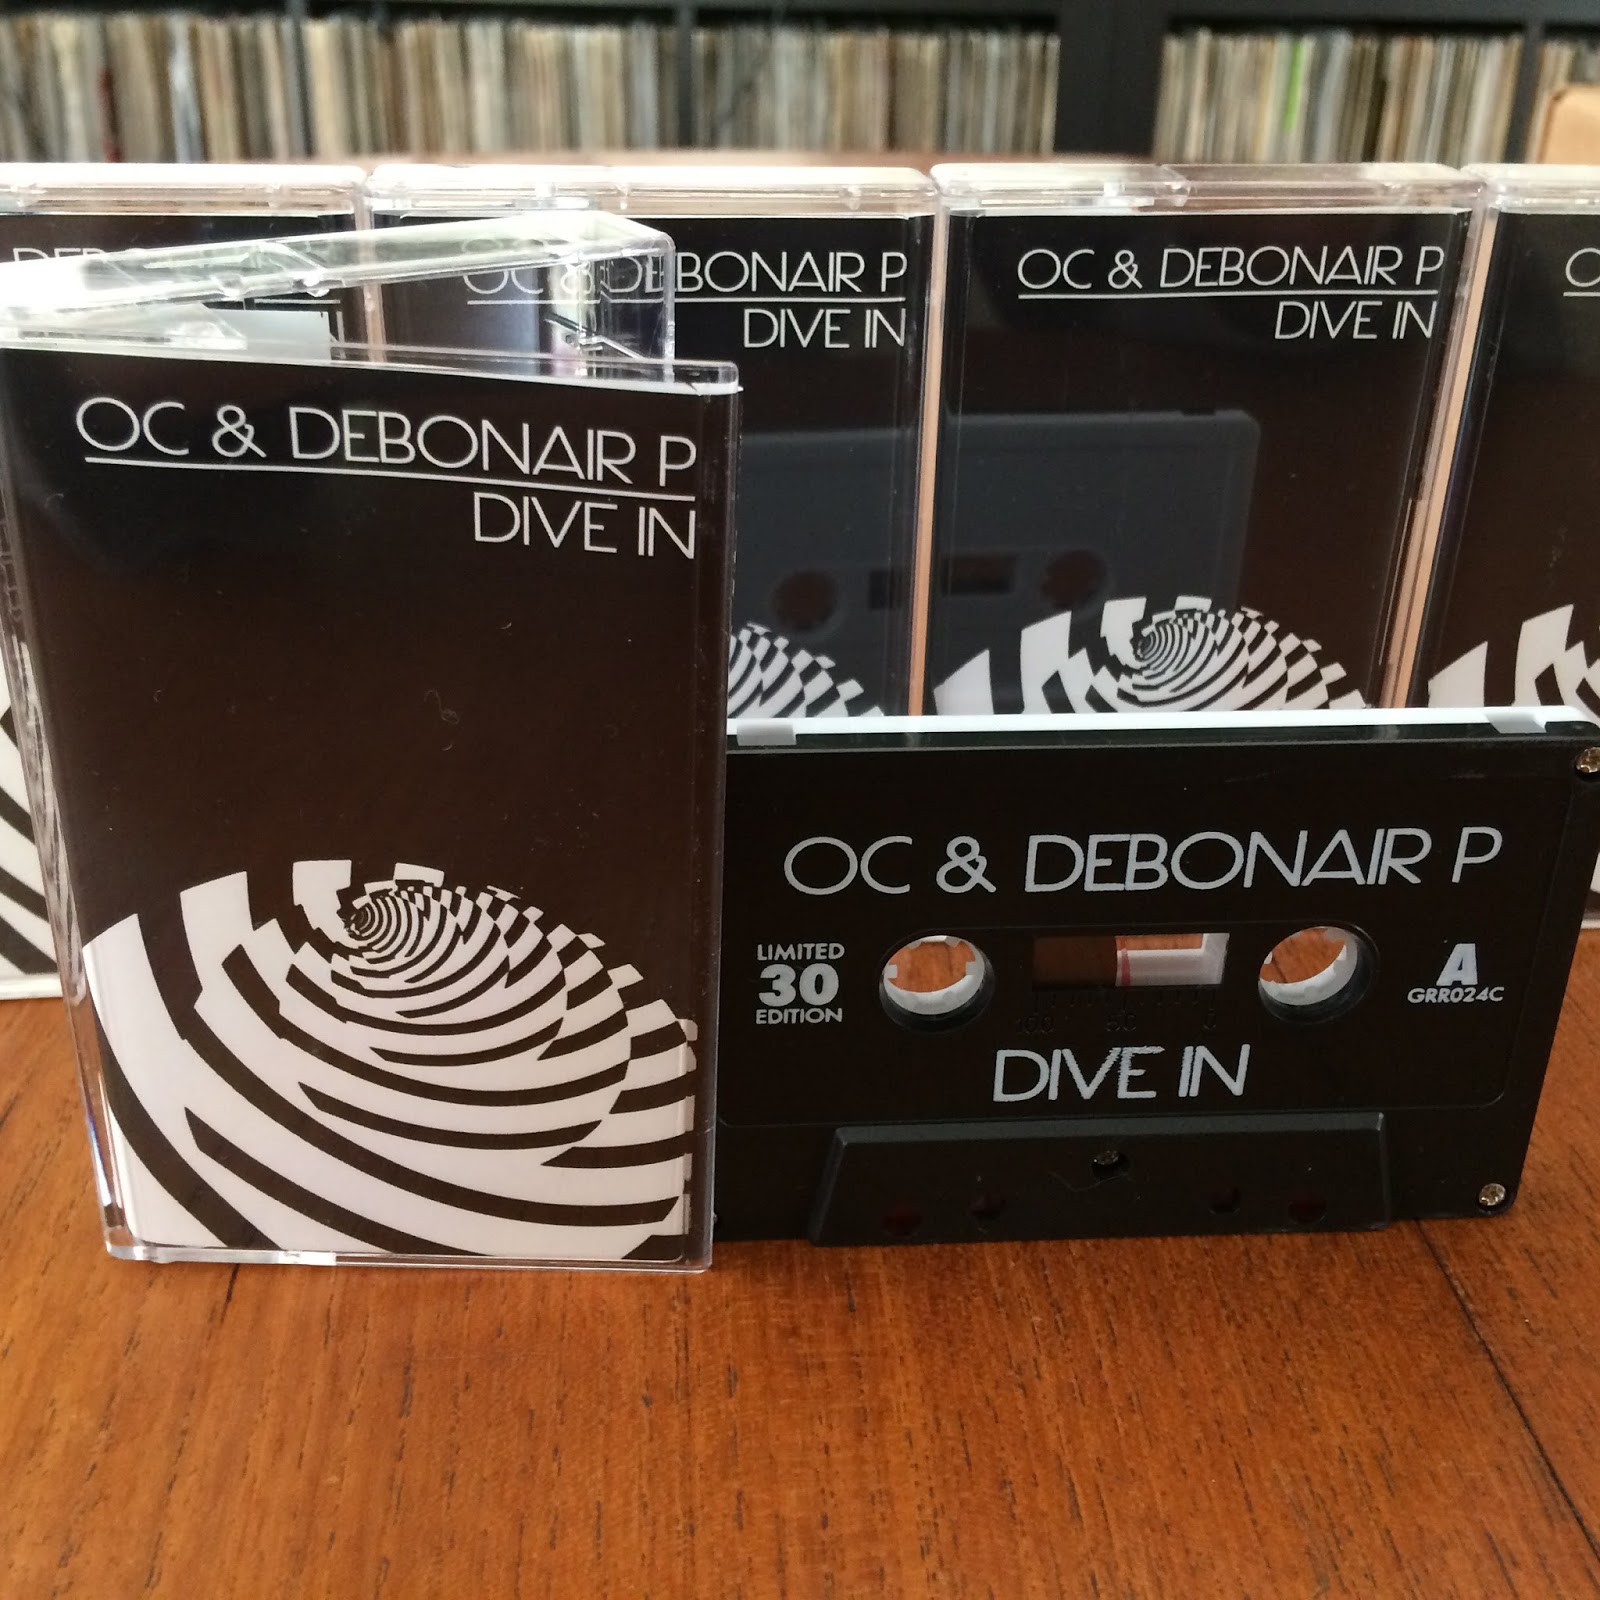 DEB
OC & DEBONAIR P
DIVE IN
OC & DEBONAIR P
DIVE IN
OC & DEBONAIR P
DIVE IN
OC & DEBONAIR P
LIMITED
30
EDITION
A
GRR024C
100 50 0
DIVE IN